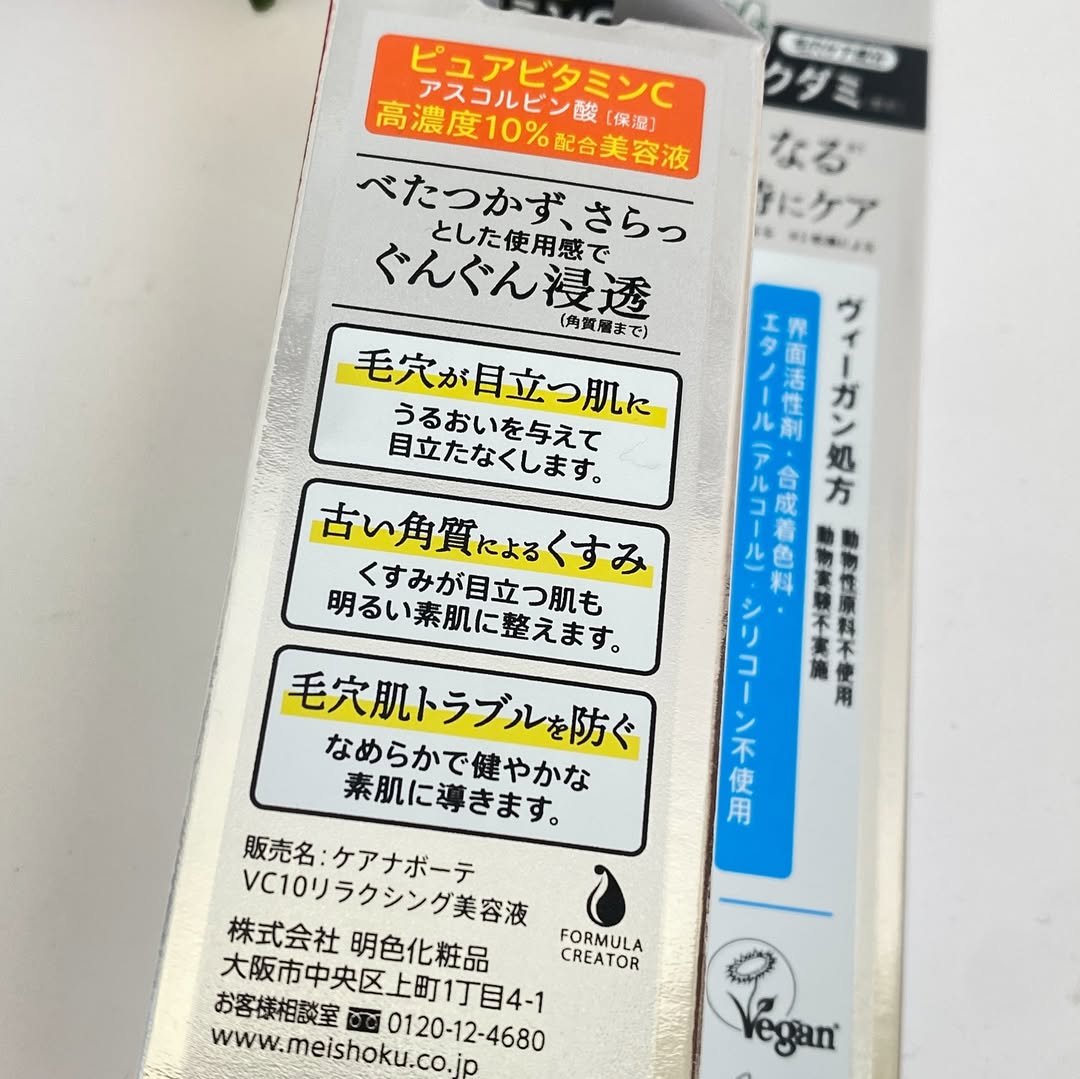 ピュアビタミンC
アスコルビン酸［保湿］
高濃度10%配合美容液
べたつかず、さらっ
とした使用感で
ぐんぐん浸透
(角質層まで)
毛穴が目立つ肌に
うるおいを与えて
目立たなくします。
古い角質によるくすみ
くすみが目立つ肌も
明るい素肌に整えます。
毛穴肌トラブルを防ぐ
なめらかで健やかな
素肌に導きます。
販売名：ケアナボーテ
VC10リラクシング美容液
FORMULA
CREATOR
株式会社 明色化粧品
大阪市中央区上町1丁目4-1
お客様相談室 0120-12-4680
www.meishoku.co.jp
クダミ
なる
時にケア
ヴィーガン処方
動物性原料不使用
動物実験不実施
界面活性剤・合成着色料・
エタノール（アルコール）・シリコーン不使用
Vegan